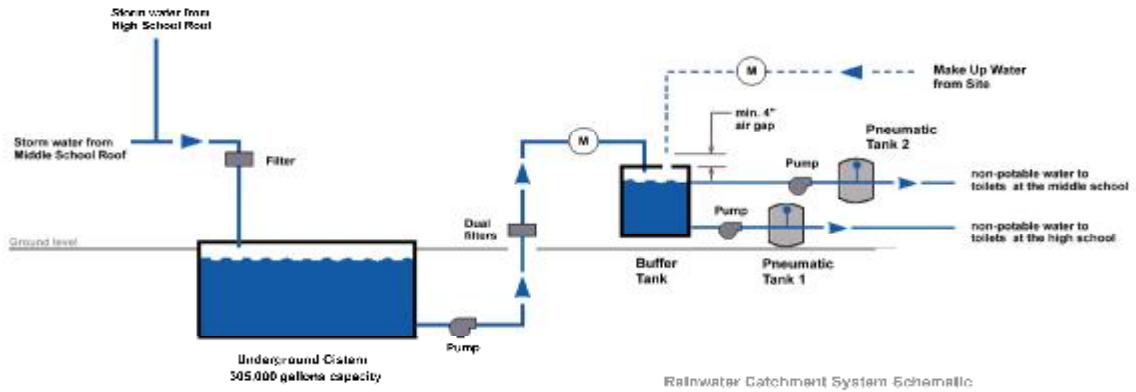 Storm water from
High School Roof
Storm water from
Middle School Roof
Filter
Ground level
Underground Cistern
305,000 gallons capacity
Pump
Dual
filters
M
M
Make Up Water
from Site
min. 4"
air gap
Buffer
Tank
Pump
Pneumatic
Tank 2
non-potable water to
toilets at the middle school
Pump
Pneumatic
Tank 1
non-potable water to
toilets at the high school
Rainwater Catchment System Schematic